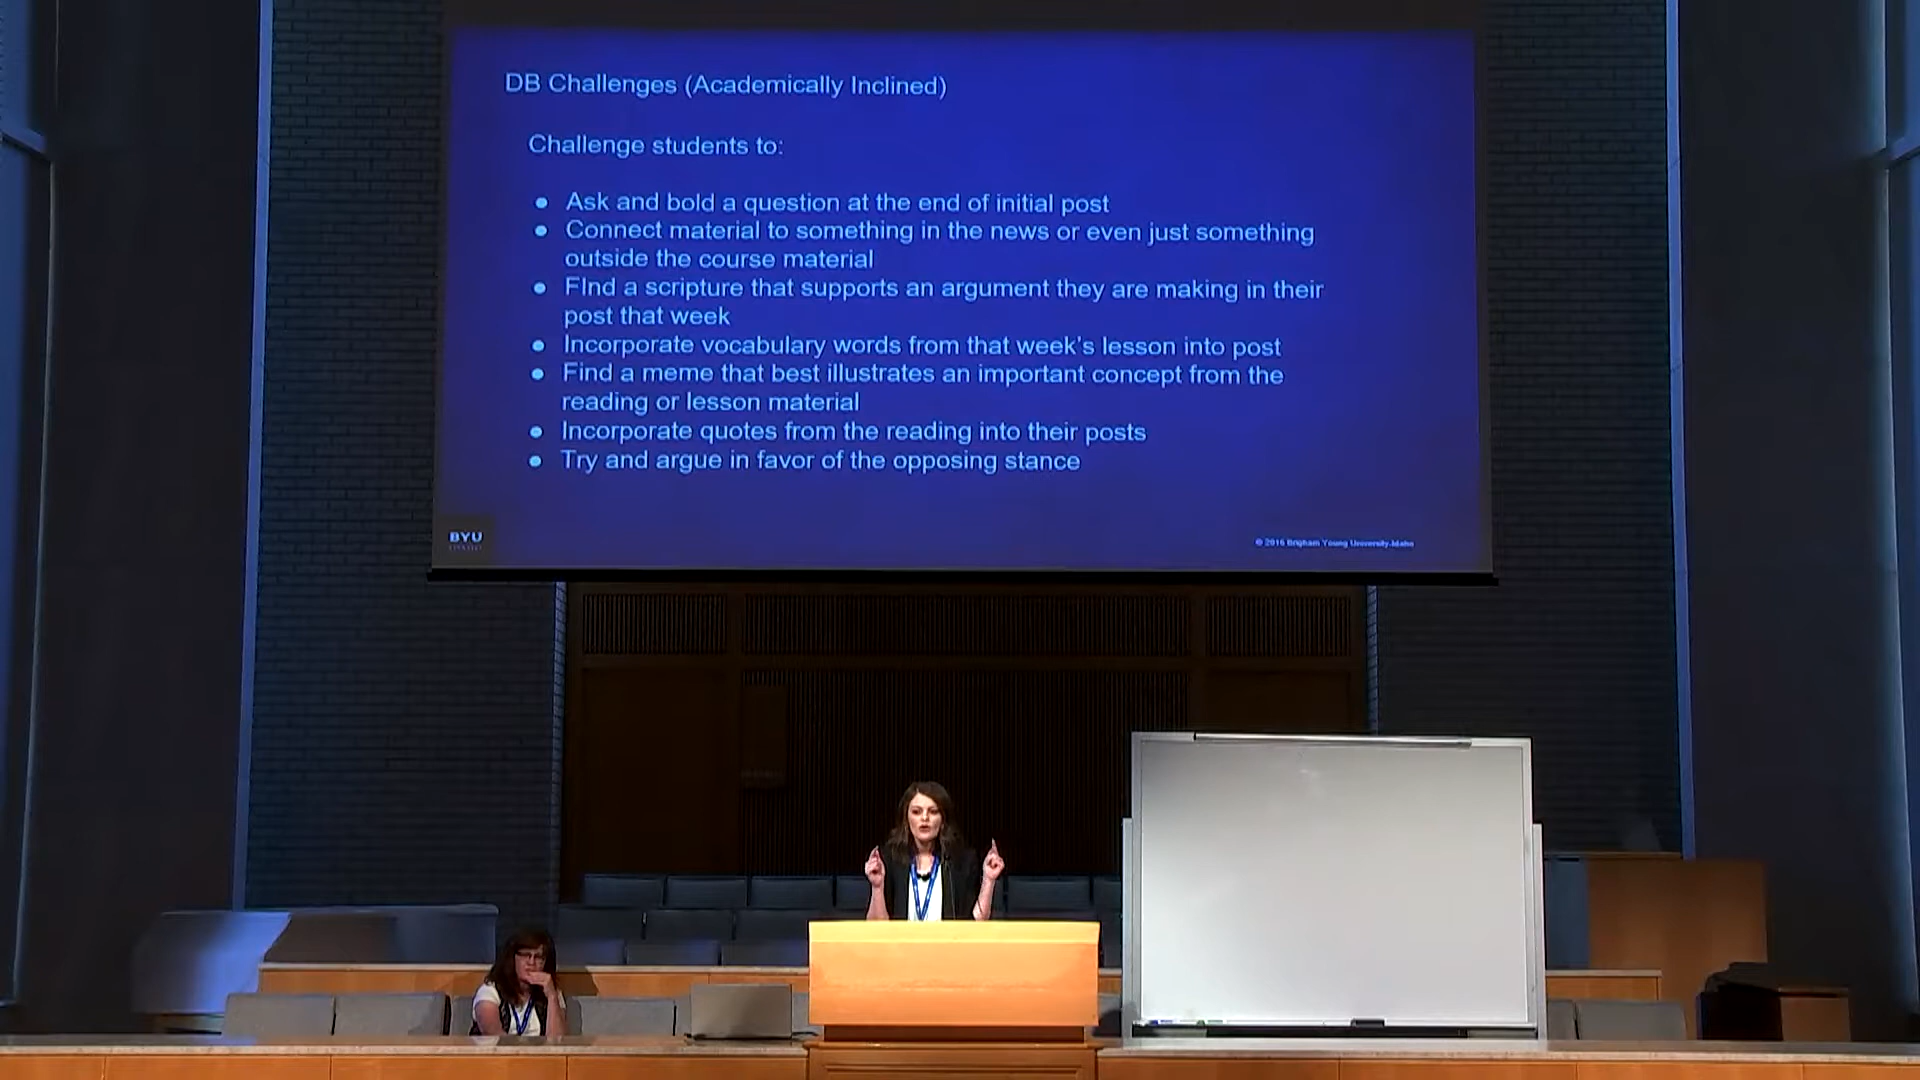 DB Challenges (Academically Inclined)
Challenge students to:
● Ask and bold a question at the end of initial post
● Connect material to something in the news or even just something
outside the course material
● FInd a scripture that supports an argument they are making in their
post that week
● Incorporate vocabulary words from that week's lesson into post
● Find a meme that best illustrates an important concept from the
reading or lesson material
● Incorporate quotes from the reading into their posts
● Try and argue in favor of the opposing stance
BYU
© 2016 Brigham Young University-Idaho